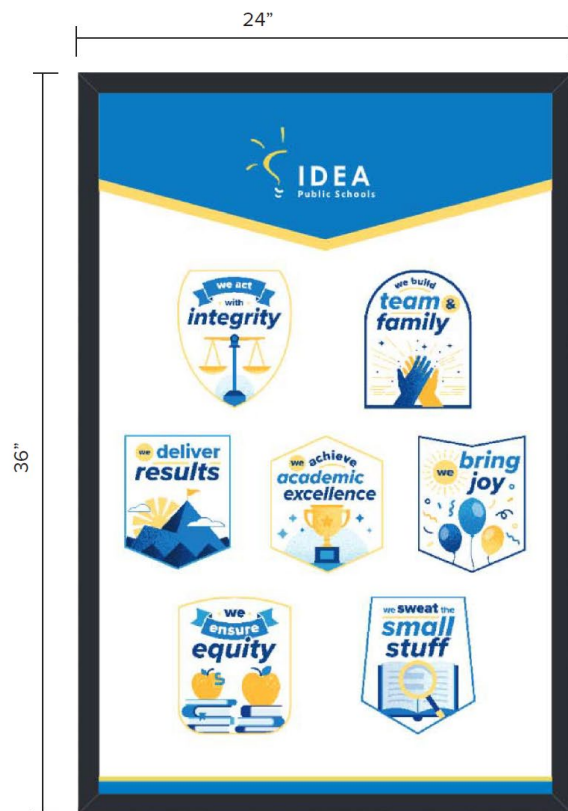 24”
36”
IDEA
Public Schools
we act
with
integrity
we build
team &
family
we deliver
results
we achieve
academic
excellence
we bring
joy
we
ensure
equity
we sweat the
small
stuff